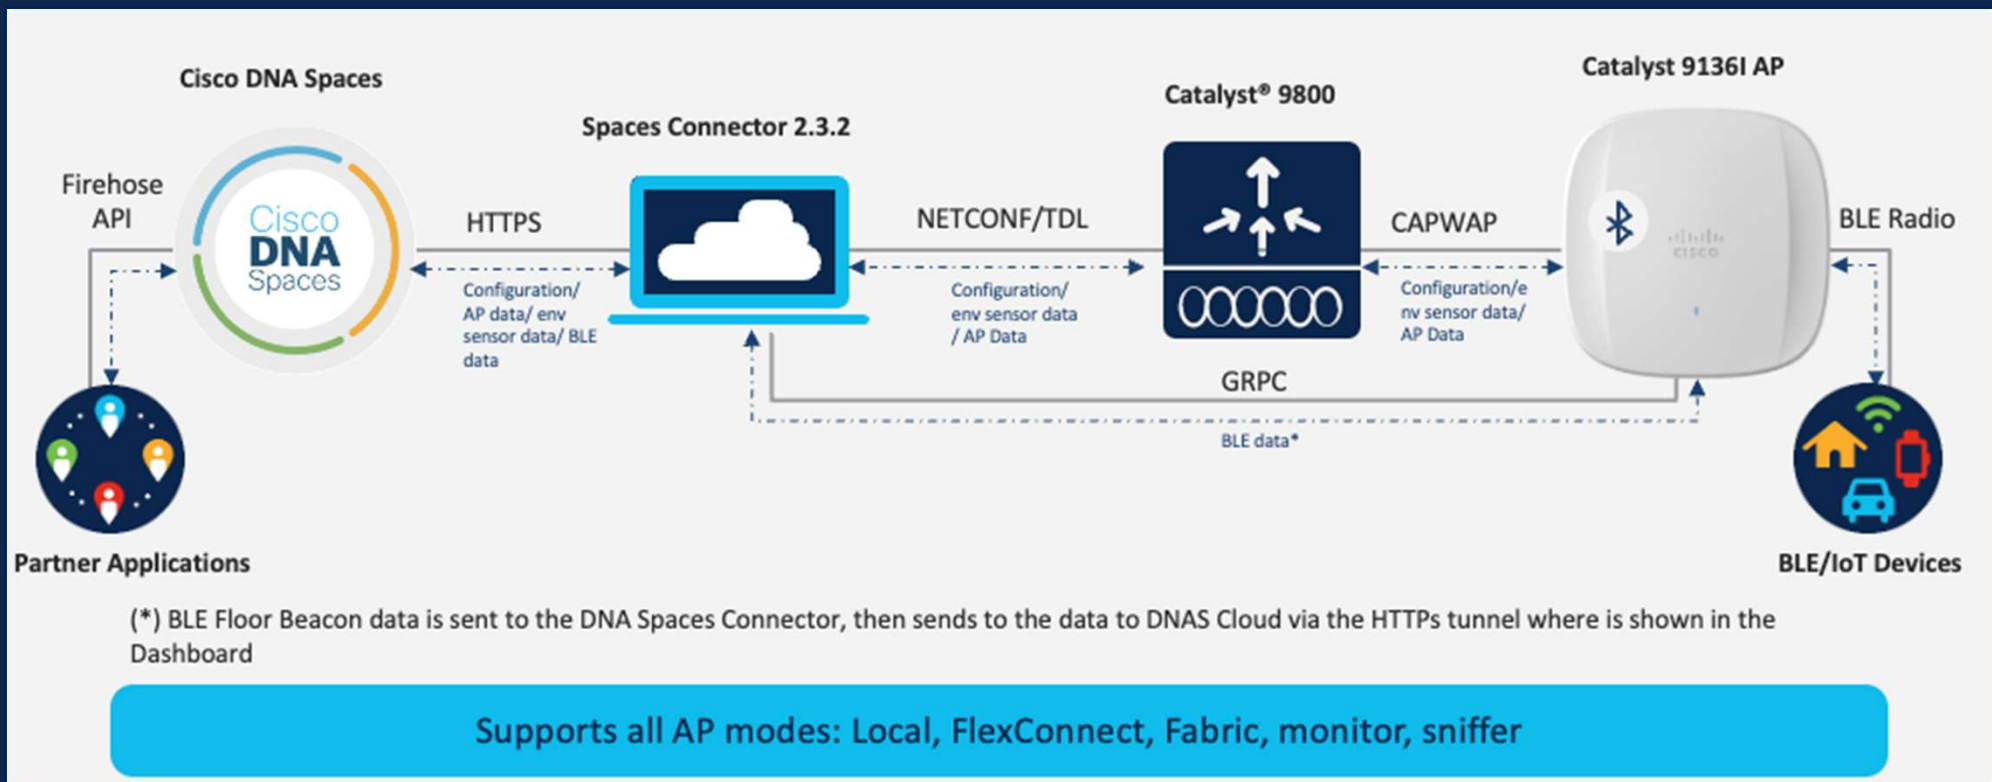 Cisco DNA Spaces
Spaces Connector 2.3.2
Catalyst® 9800
Catalyst 9136I AP
Firehose
API
Cisco
DNA
Spaces
HTTPS
NETCONF/TDL
CAPWAP
CISCO
BLE Radio
Configuration/
AP data/ env
sensor data/ BLE
data
Configuration/
env sensor data
/ AP Data
Configuration/e
nv sensor data/
AP Data
GRPC
BLE data*
Partner Applications
BLE/IoT Devices
(*) BLE Floor Beacon data is sent to the DNA Spaces Connector, then sends to the data to DNAS Cloud via the HTTPs tunnel where is shown in the
Dashboard
Supports all AP modes: Local, FlexConnect, Fabric, monitor, sniffer